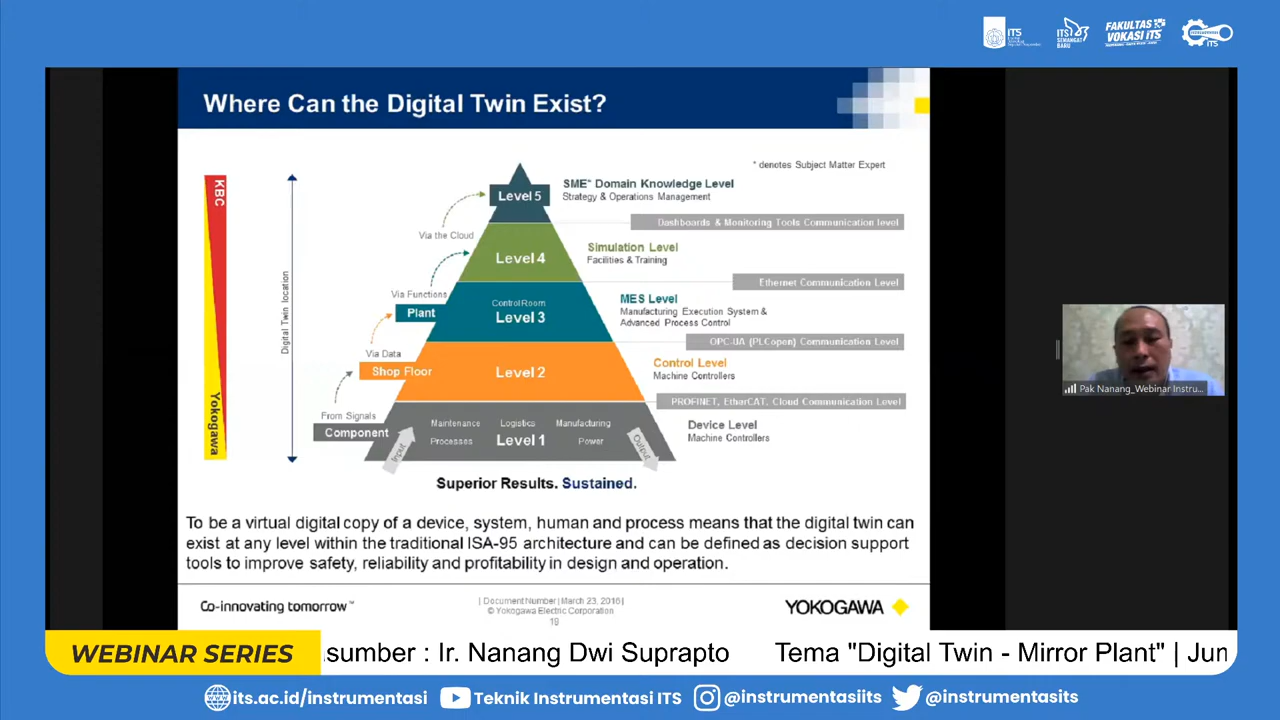 ITS
ITS
SEMANGAT
BARU
FAKULTAS
VOKASI ITS
ITS
Where Can the Digital Twin Exist?
* denotes Subject Matter Expert
KBC
Yokogawa
Digital Twin location
Level 5
SME* Domain Knowledge Level
Strategy & Operations Management
Dashboards & Monitoring Tools Communication level
Via the Cloud
Level 4
Simulation Level
Facilities & Training
Ethernet Communication Level
Via Functions
Plant
Control Room
Level 3
MES Level
Manufacturing Execution System &
Advanced Process Control
OPC-UA (PLCopen) Communication Level
Via Data
Shop Floor
Level 2
Control Level
Machine Controllers
PROFINET, EtherCAT, Cloud Communication Level
From Signals
Component
Input
Maintenance Logistics Manufacturing
Processes Level 1 Power
Output
Device Level
Machine Controllers
Superior Results. Sustained.
To be a virtual digital copy of a device, system, human and process means that the digital twin can
exist at any level within the traditional ISA-95 architecture and can be defined as decision support
tools to improve safety, reliability and profitability in design and operation.
Co-innovating tomorrow™
| Document Number | March 23, 2016 |
© Yokogawa Electric Corporation
19
YOKOGAWA
Pak Nanang_Webinar Instru...
WEBINAR SERIES
sumber : Ir. Nanang Dwi Suprapto Tema "Digital Twin - Mirror Plant" | Jun
its.ac.id/instrumentasi Teknik Instrumentasi ITS @instrumentasiits @instrumentasits